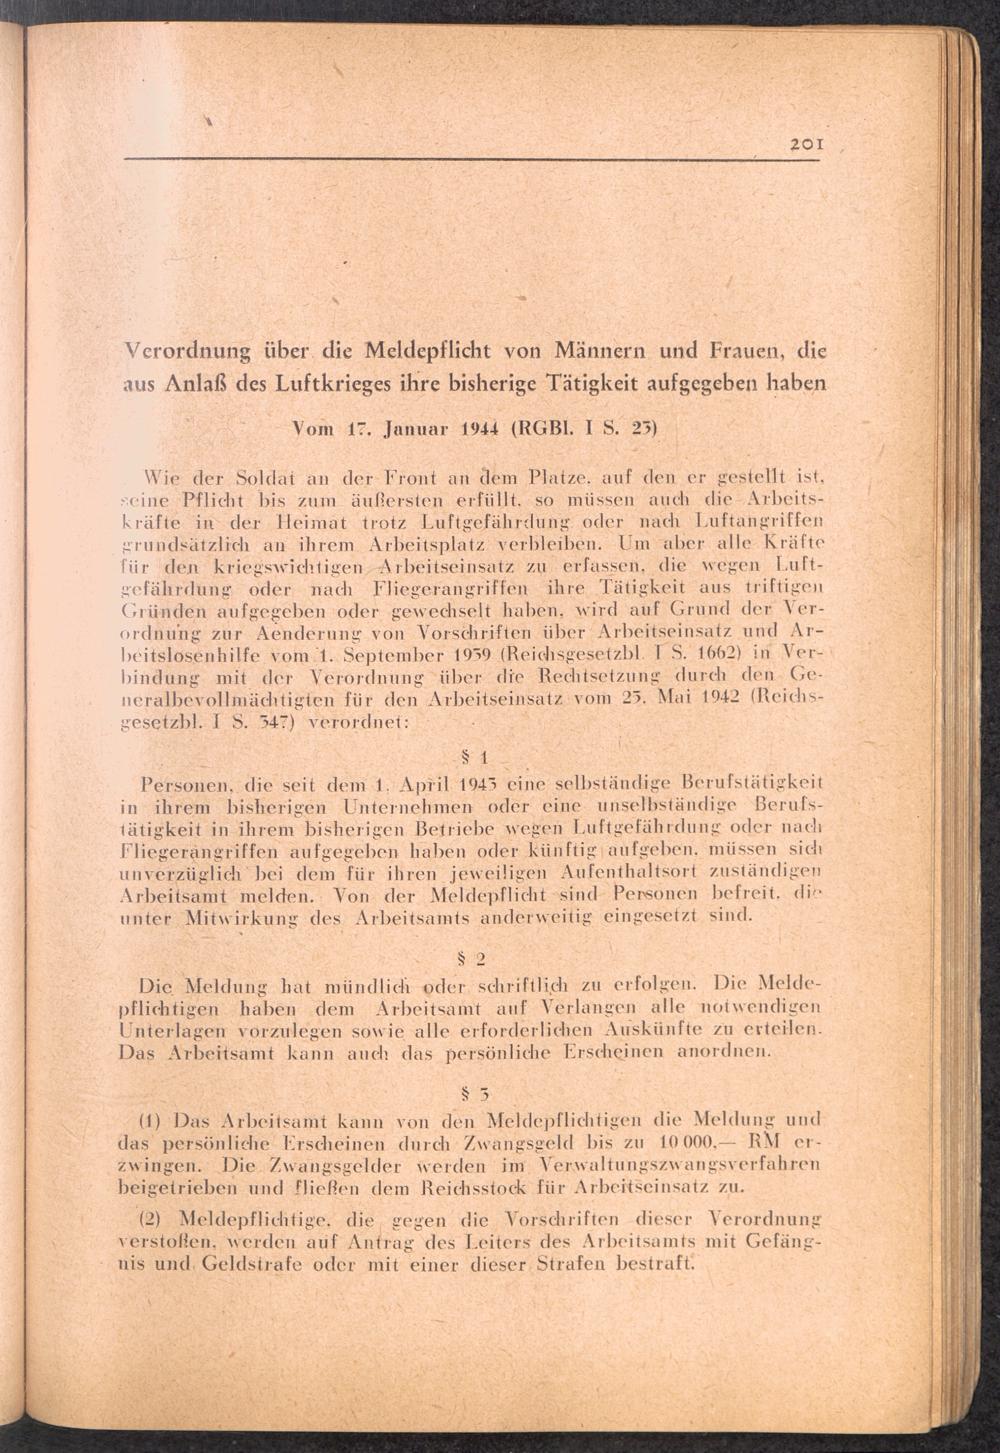 201
Verordnung über die Meldepflicht von Männern und Frauen, die
aus Anlaß des Luftkrieges ihre bisherige Tätigkeit aufgegeben haben
Vom 17. Januar 1944 (RGBl. I S. 23)
Wie der Soldat an der Front an dem Platze, auf den er gestellt ist,
seine Pflicht bis zum äußersten erfüllt, so müssen auch die Arbeits-
kräfte in der Heimat trotz Luftgefährdung oder nach Luftangriffen
grundsätzlich an ihrem Arbeitsplatz verbleiben. Um aber alle Kräfte
für den kriegswichtigen Arbeitseinsatz zu erfassen, die wegen Luft-
gefährdung oder nach Fliegerangriffen ihre Tätigkeit aus triftigen
Gründen aufgegeben oder gewechselt haben, wird auf Grund der Ver-
ordnung zur Aenderung von Vorschriften über Arbeitseinsatz und Ar-
beitslosenhilfe vom 1. September 1939 (Reichsgesetzbl. I S. 1662) in Ver-
bindung mit der Verordnung über die Rechtsetzung durch den Ge-
neralbevollmächtigten für den Arbeitseinsatz vom 25. Mai 1942 (Reichs-
gesetzbl. I S. 347) verordnet:
§ 1
Personen, die seit dem 1. April 1943 eine selbständige Berufstätigkeit
in ihrem bisherigen Unternehmen oder eine unselbständige Berufs-
tätigkeit in ihrem bisherigen Betriebe wegen Luftgefährdung oder nach
Fliegerangriffen aufgegeben haben oder künftig aufgeben, müssen sich
unverzüglich bei dem für ihren jeweiligen Aufenthaltsort zuständigen
Arbeitsamt melden. Von der Meldepflicht sind Personen befreit, die
unter Mitwirkung des Arbeitsamts anderweitig eingesetzt sind.
§ 2
Die Meldung hat mündlich oder schriftlich zu erfolgen. Die Melde-
pflichtigen haben dem Arbeitsamt auf Verlangen alle notwendigen
Unterlagen vorzulegen sowie alle erforderlichen Auskünfte zu erteilen.
Das Arbeitsamt kann auch das persönliche Erscheinen anordnen.
§ 3
(1) Das Arbeitsamt kann von den Meldepflichtigen die Meldung und
das persönliche Erscheinen durch Zwangsgeld bis zu 10 000,— RM er-
zwingen. Die Zwangsgelder werden im Verwaltungszwangsverfahren
beigetrieben und fließen dem Reichsstock für Arbeitseinsatz zu.
(2) Meldepflichtige, die gegen die Vorschriften dieser Verordnung
verstoßen, werden auf Antrag des Leiters des Arbeitsamts mit Gefäng-
nis und Geldstrafe oder mit einer dieser Strafen bestraft.